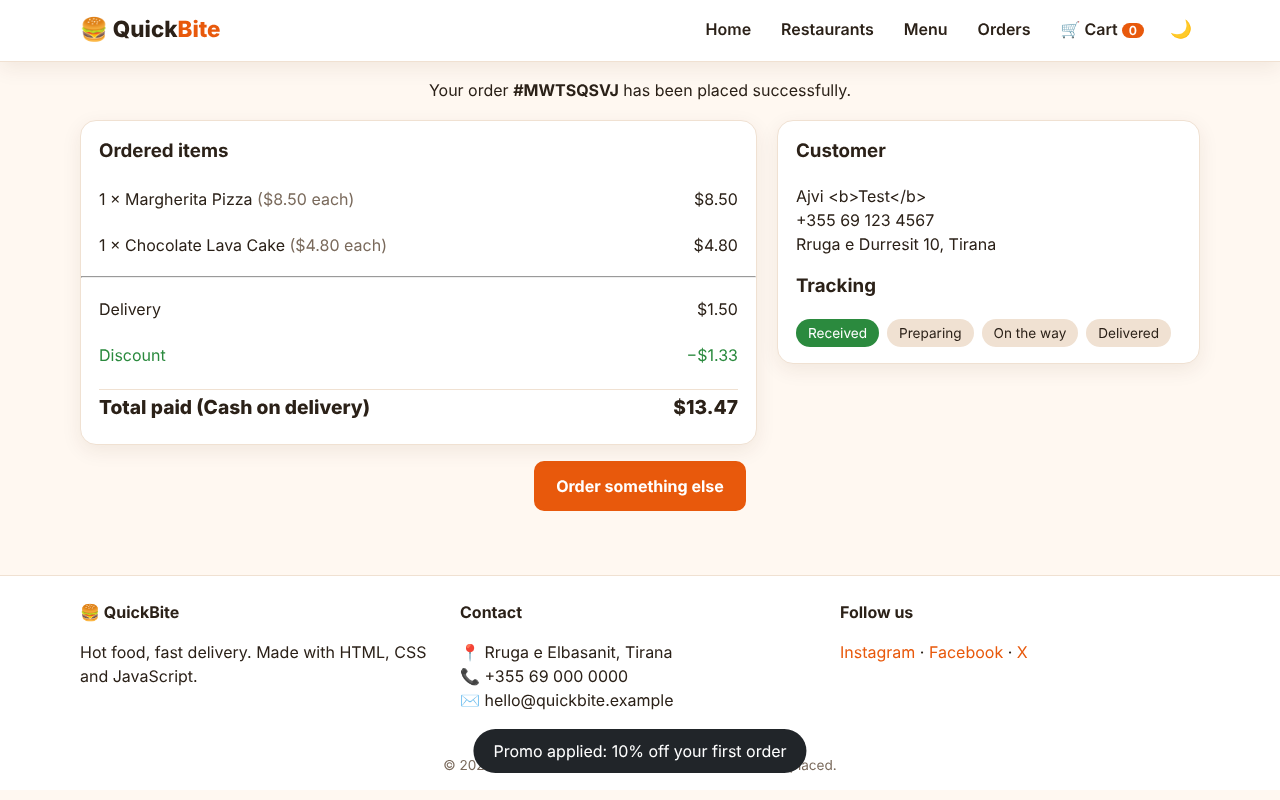 🍔 QuickBite
Home Restaurants Menu Orders 🛒 Cart 0 🌙
Your order #MWTSQSVJ has been placed successfully.
Ordered items
1 × Margherita Pizza ($8.50 each) $8.50
1 × Chocolate Lava Cake ($4.80 each) $4.80
Delivery $1.50
Discount −$1.33
Total paid (Cash on delivery) $13.47
Customer
Ajvi <b>Test</b>
+355 69 123 4567
Rruga e Durresit 10, Tirana
Tracking
Received Preparing On the way Delivered
Order something else
🍔 QuickBite
Hot food, fast delivery. Made with HTML, CSS
and JavaScript.
Contact
📍 Rruga e Elbasanit, Tirana
📞 +355 69 000 0000
✉️ hello@quickbite.example
Follow us
Instagram · Facebook · X
Promo applied: 10% off your first order
©